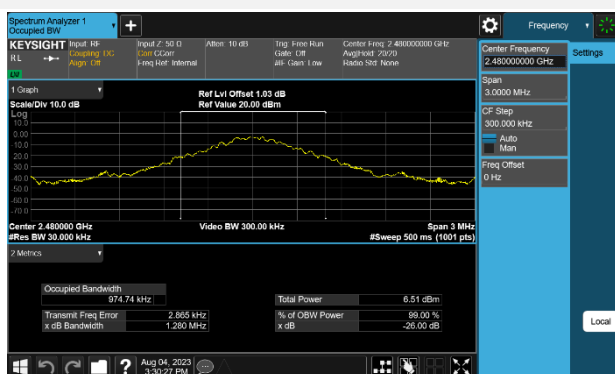 Spectrum Analyzer 1
Occupied BW
Frequency
KEYSIGHT
RL
Input: RF
Coupling: DC
Align: Off
Input Z: 50 Ω
Corr CCorr
Freq Ref: Internal
Atten: 10 dB
Trig: Free Run
Gate: Off
#IF Gain: Low
Center Freq: 2.480000000 GHz
Avg|Hold: 20/20
Radio Std: None
Center Frequency
2.480000000 GHz
Settings
Span
3.0000 MHz
CF Step
300.000 kHz
Auto
Man
Freq Offset
0 Hz
Local
1 Graph
Scale/Div 10.0 dB
Ref Lvl Offset 1.03 dB
Ref Value 20.00 dBm
Log
10.0
0.00
-10.0
-20.0
-30.0
-40.0
-50.0
-60.0
-70.0
Center 2.480000 GHz
#Res BW 30.000 kHz
Video BW 300.00 kHz
Span 3 MHz
#Sweep 500 ms (1001 pts)
2 Metrics
Occupied Bandwidth
974.74 kHz
Total Power 6.51 dBm
Transmit Freq Error 2.865 kHz
% of OBW Power 99.00 %
x dB Bandwidth 1.280 MHz
x dB -26.00 dB
?
Aug 04, 2023
3:30:27 PM